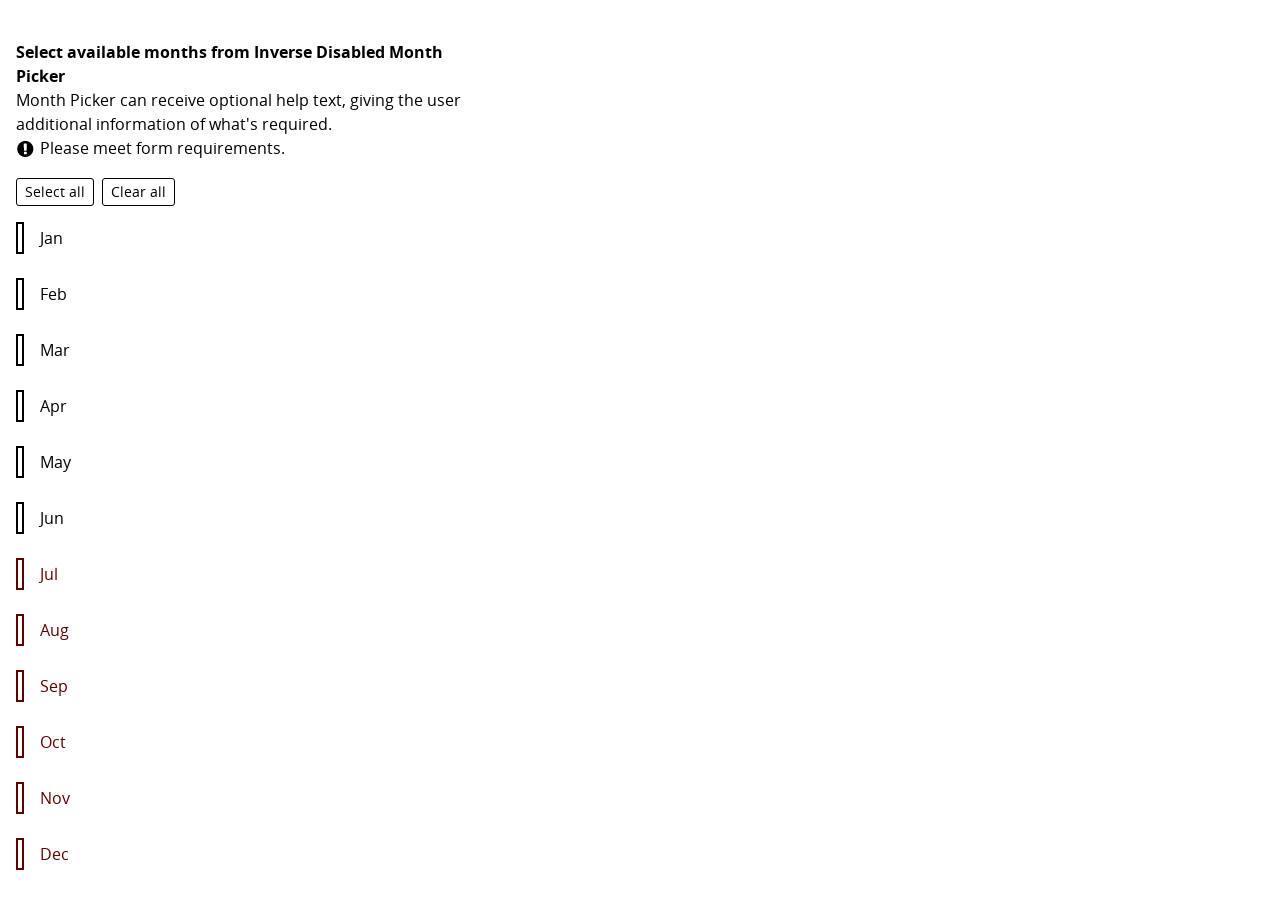 Select available months from Inverse Disabled Month
Picker
Month Picker can receive optional help text, giving the user
additional information of what's required.
Please meet form requirements.
Select all Clear all
Jan
Feb
Mar
Apr
May
Jun
Jul
Aug
Sep
Oct
Nov
Dec